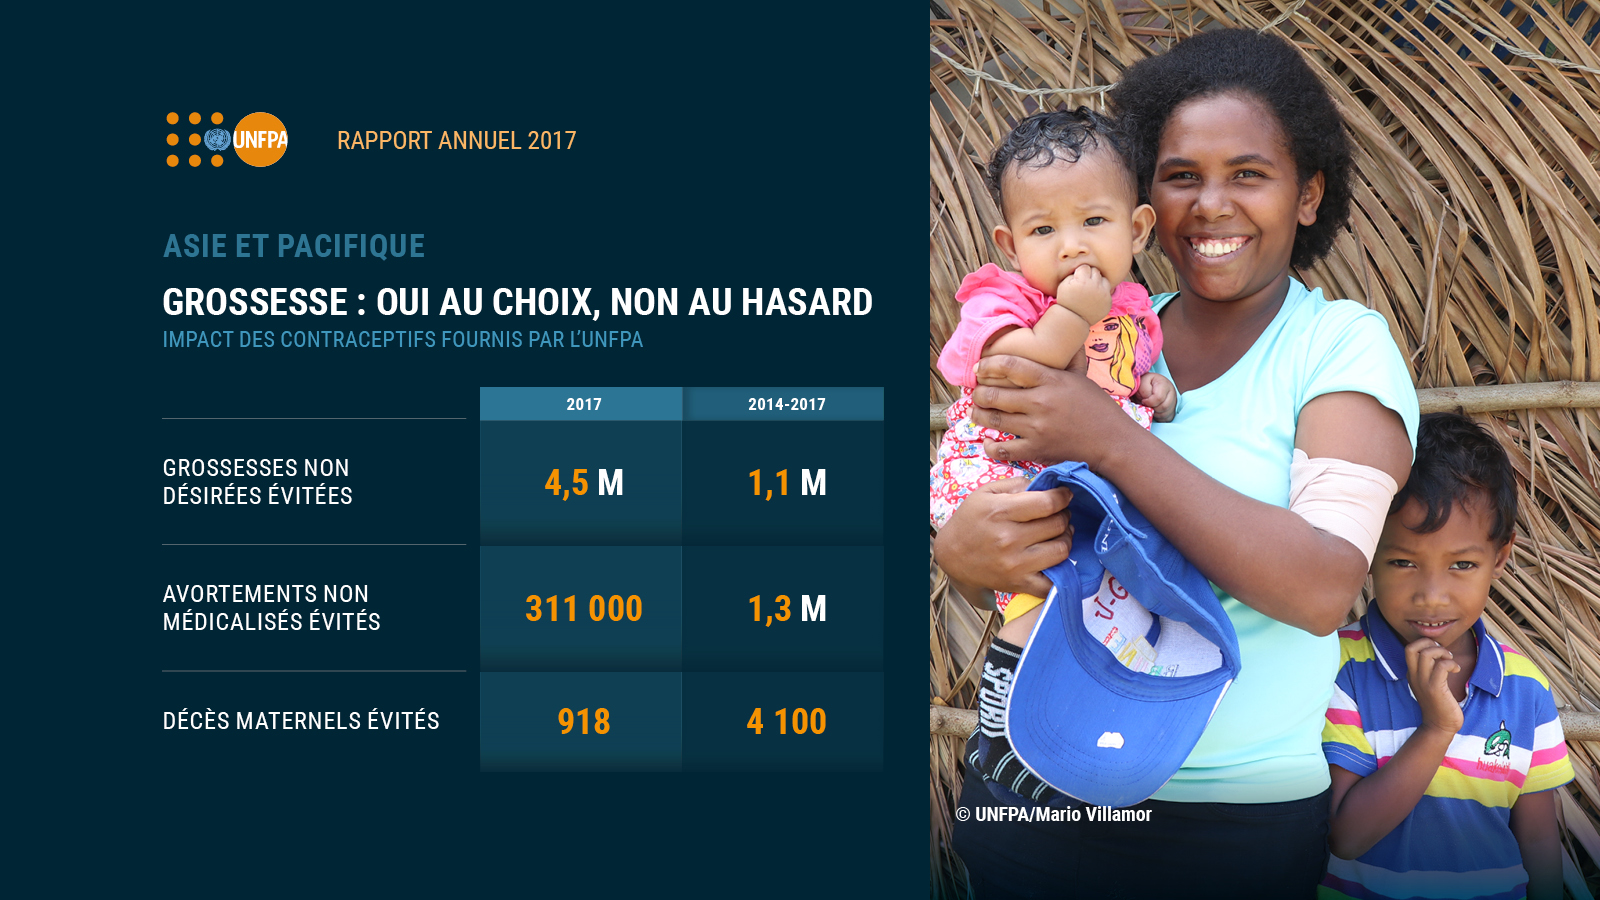 UNFPA
RAPPORT ANNUEL 2017
ASIE ET PACIFIQUE
GROSSESSE : OUI AU CHOIX, NON AU HASARD
IMPACT DES CONTRACEPTIFS FOURNIS PAR L’UNFPA
2017 2014-2017
GROSSESSES NON
DÉSIRÉES ÉVITÉES
4,5 M 1,1 M
AVORTEMENTS NON
MÉDICALISÉS ÉVITÉS
311 000 1,3 M
DÉCÈS MATERNELS ÉVITÉS 918 4 100
U-G
SPORT
© UNFPA/Mario Villamor